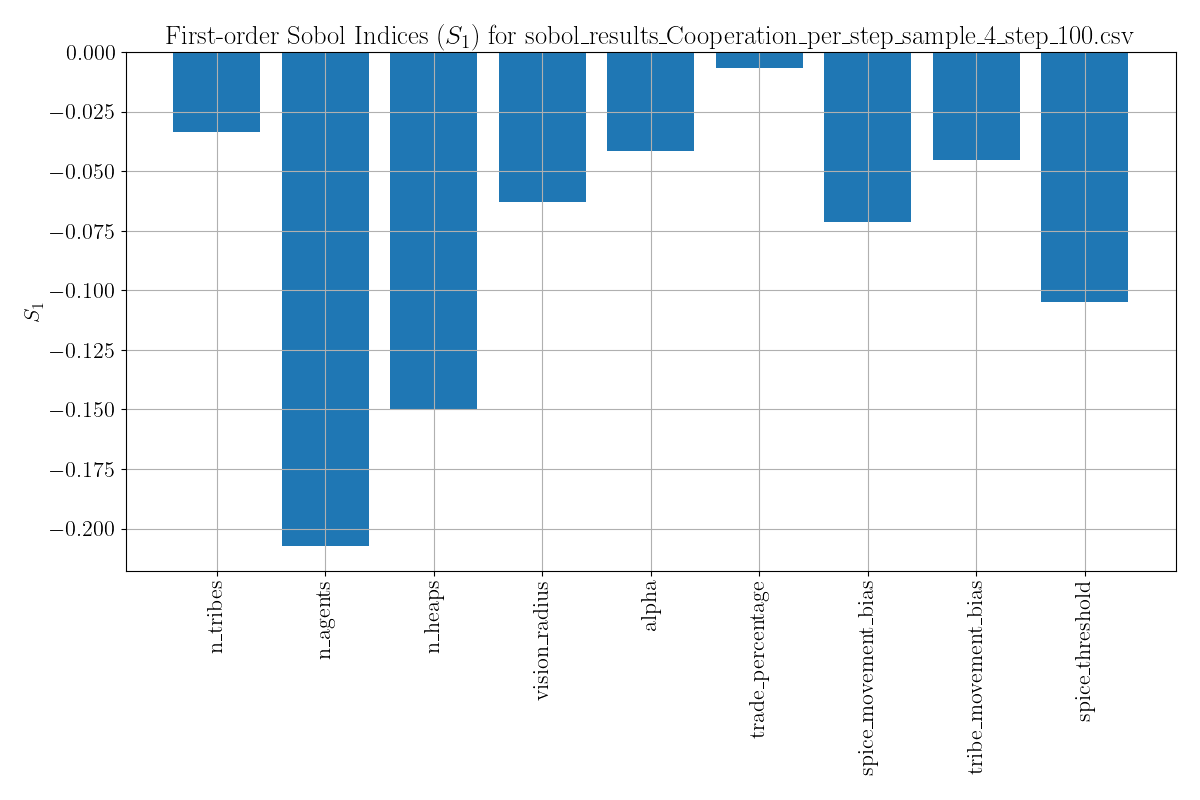 First-order Sobol Indices (S₁) for sobol_results_Cooperation_per_step_sample_4_step_100.csv
0.000
−0.025
−0.050
−0.075
−0.100
−0.125
−0.150
−0.175
−0.200
S₁
n_tribes
n_agents
n_heaps
vision_radius
alpha
trade_percentage
spice_movement_bias
tribe_movement_bias
spice_threshold